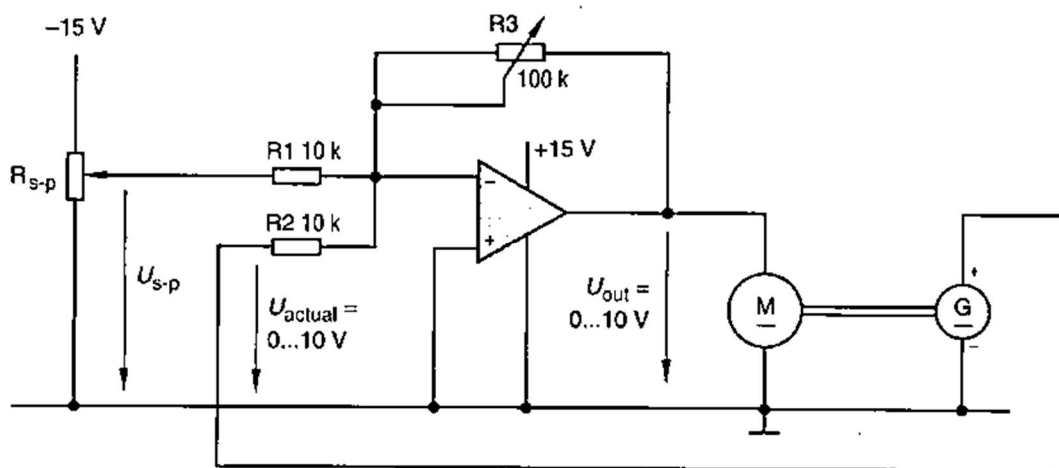 –15 V
R3
100 k
R1 10 k
+15 V
Rs-p
–
R2 10 k
+
Us-p
Uactual =
0...10 V
Uout =
0...10 V
M
G
+
–